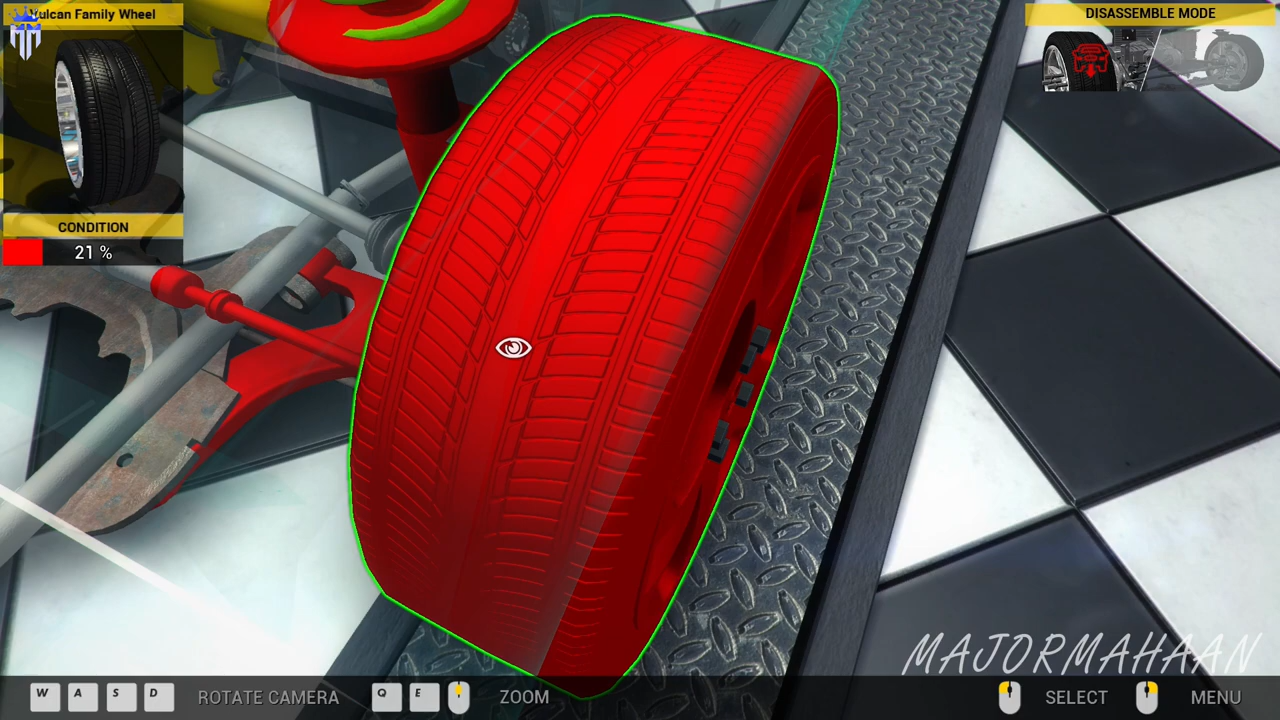 Vulcan Family Wheel
DISASSEMBLE MODE
CONDITION
21 %
MAJORMAHAAN
W A S D ROTATE CAMERA Q E ZOOM SELECT MENU